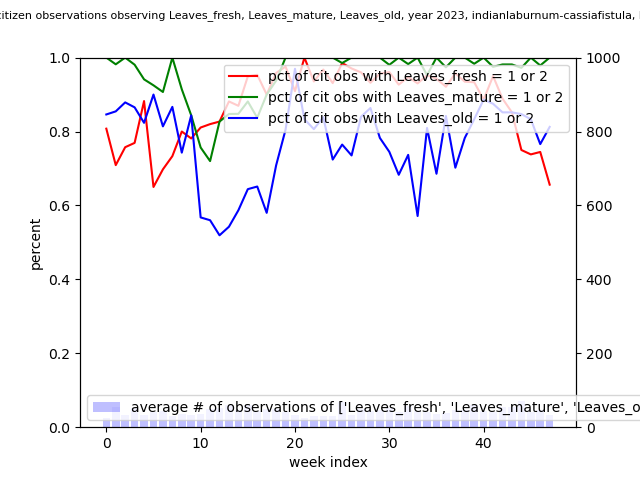 citizen observations observing Leaves_fresh, Leaves_mature, Leaves_old, year 2023, indianlaburnum-cassiafistula,
pct of cit obs with Leaves_fresh = 1 or 2
pct of cit obs with Leaves_mature = 1 or 2
pct of cit obs with Leaves_old = 1 or 2
1.0
0.8
0.6
0.4
0.2
0.0
percent
1000
800
600
400
200
0
average # of observations of ['Leaves_fresh', 'Leaves_mature', 'Leaves_o
0 10 20 30 40
week index